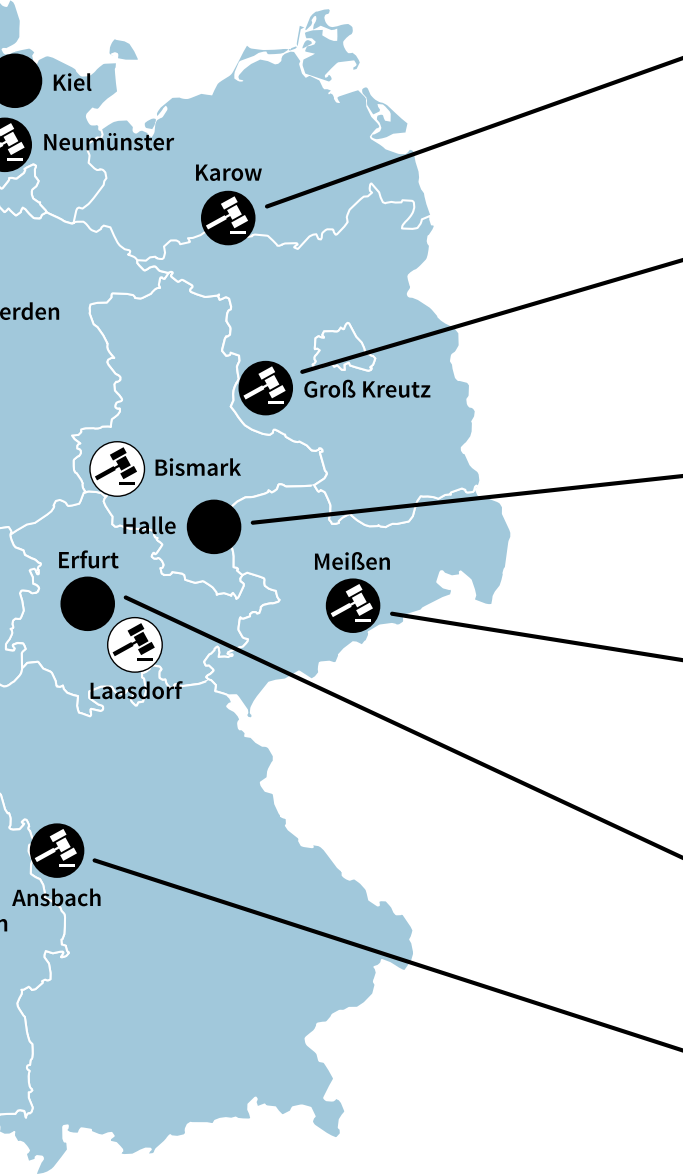 Kiel
Neumünster
Karow
erden
Groß Kreutz
Bismark
Halle
Erfurt
Meißen
Laasdorf
Ansbach
n